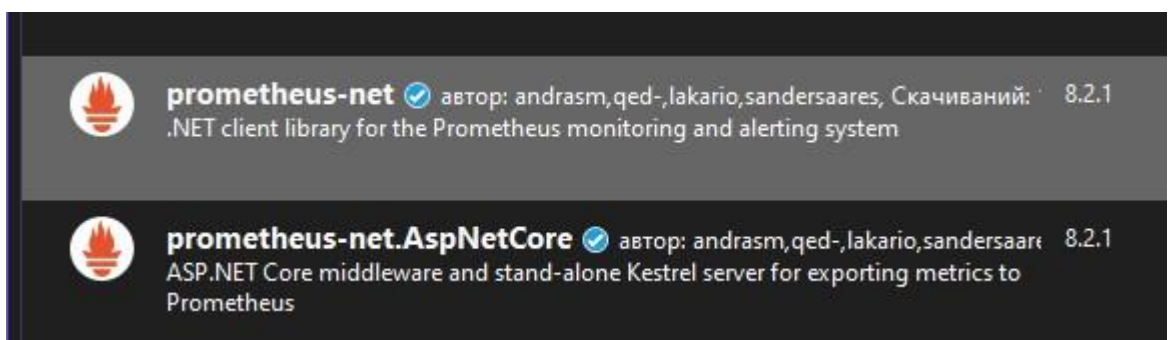 prometheus-net автор: andrasm,qed-,lakario,sandersaares, Скачиваний: 8.2.1
.NET client library for the Prometheus monitoring and alerting system
prometheus-net.AspNetCore автор: andrasm,qed-,lakario,sandersaare 8.2.1
ASP.NET Core middleware and stand-alone Kestrel server for exporting metrics to
Prometheus